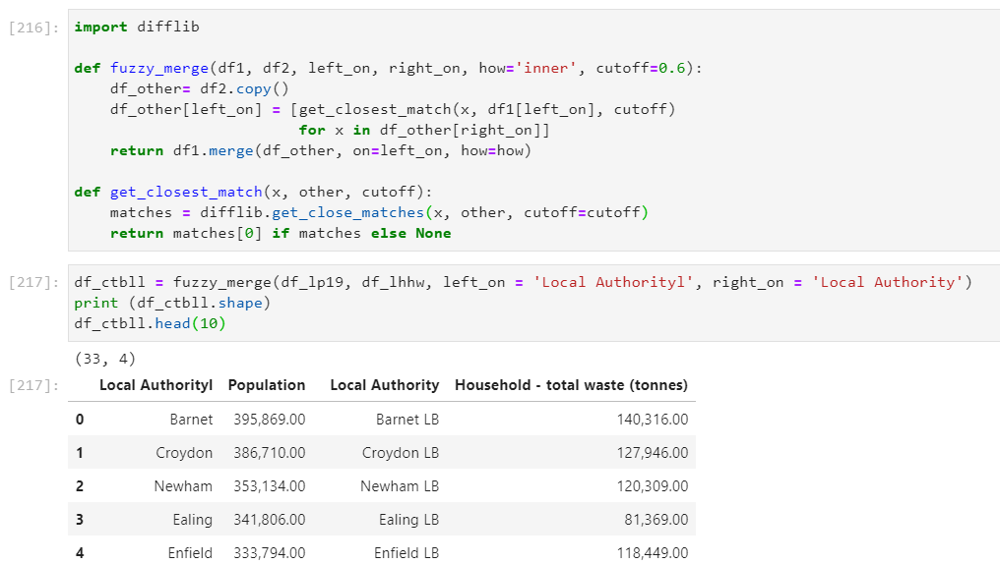 [216]: import difflib
def fuzzy_merge(df1, df2, left_on, right_on, how='inner', cutoff=0.6):
    df_other= df2.copy()
    df_other[left_on] = [get_closest_match(x, df1[left_on], cutoff)
                         for x in df_other[right_on]]
    return df1.merge(df_other, on=left_on, how=how)
def get_closest_match(x, other, cutoff):
    matches = difflib.get_close_matches(x, other, cutoff=cutoff)
    return matches[0] if matches else None
[217]: df_ctbll = fuzzy_merge(df_lp19, df_lhhw, left_on = 'Local Authorityl', right_on = 'Local Authority')
print (df_ctbll.shape)
df_ctbll.head(10)
(33, 4)
[217]: Local Authorityl Population Local Authority Household - total waste (tonnes)
0 Barnet 395,869.00 Barnet LB 140,316.00
1 Croydon 386,710.00 Croydon LB 127,946.00
2 Newham 353,134.00 Newham LB 120,309.00
3 Ealing 341,806.00 Ealing LB 81,369.00
4 Enfield 333,794.00 Enfield LB 118,449.00